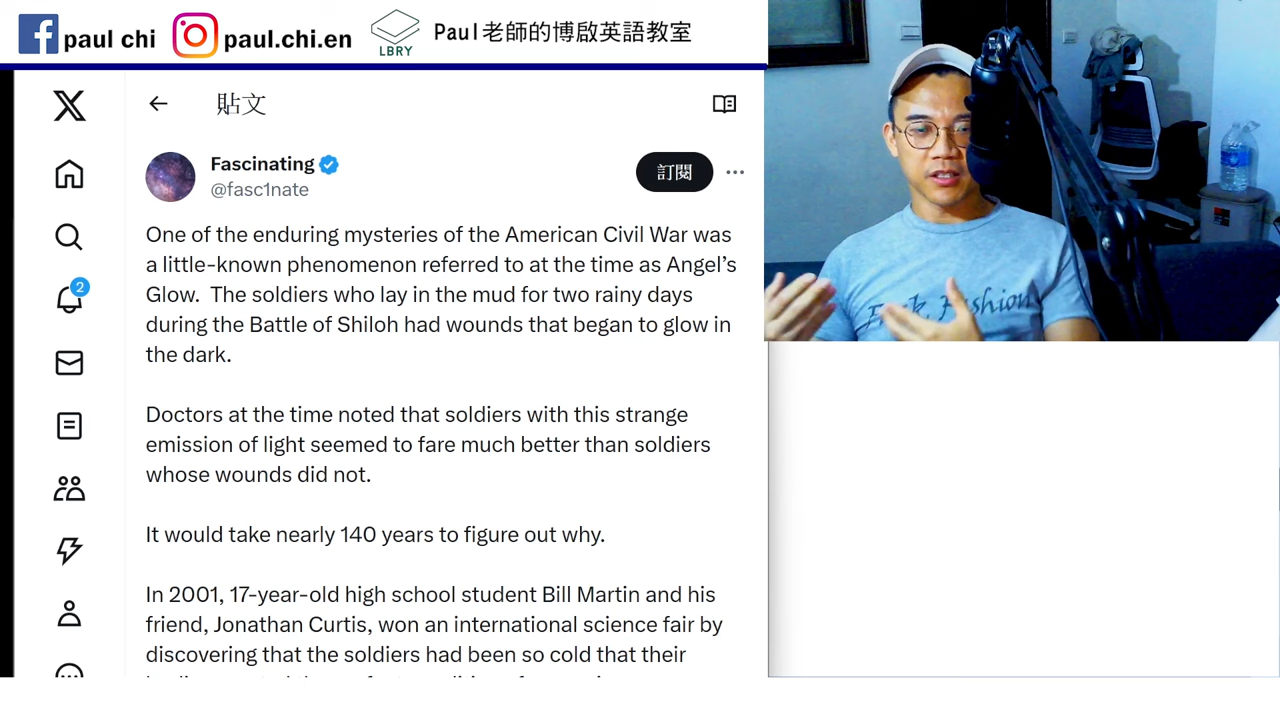 paul chi
paul.chi.en
LBRY
Paul老師的博啟英語教室
貼文
Fascinating
@fasc1nate
訂閱
2
One of the enduring mysteries of the American Civil War was
a little-known phenomenon referred to at the time as Angel's
Glow.  The soldiers who lay in the mud for two rainy days
during the Battle of Shiloh had wounds that began to glow in
the dark.
Doctors at the time noted that soldiers with this strange
emission of light seemed to fare much better than soldiers
whose wounds did not.
It would take nearly 140 years to figure out why.
In 2001, 17-year-old high school student Bill Martin and his
friend, Jonathan Curtis, won an international science fair by
discovering that the soldiers had been so cold that their